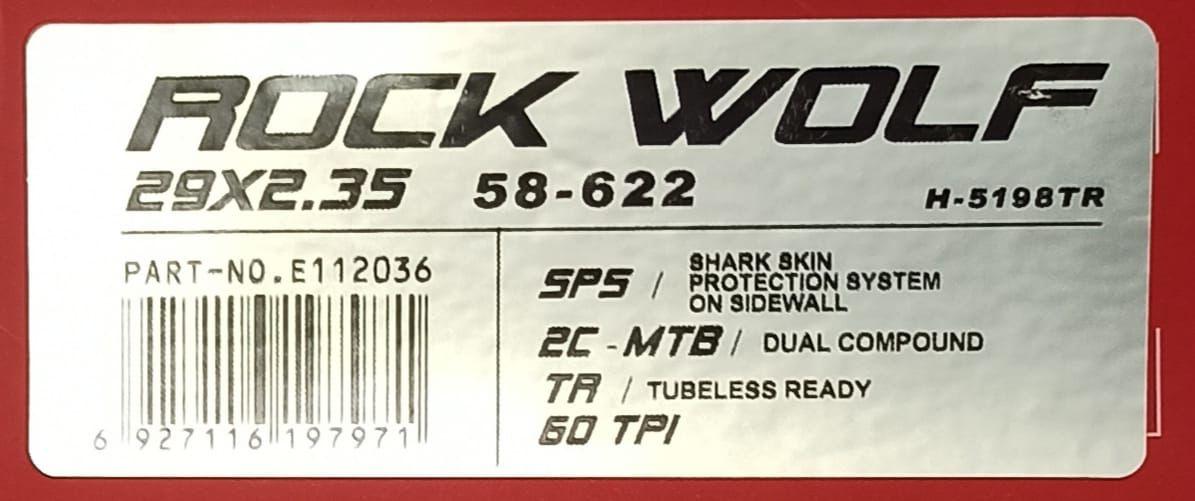 ROCK WOLF
29X2.35 58-622 H-5198TR
PART-NO.E112036
6 927116 197971
SPS / SHARK SKIN
PROTECTION SYSTEM
ON SIDEWALL
2C-MTB / DUAL COMPOUND
TR / TUBELESS READY
60 TPI